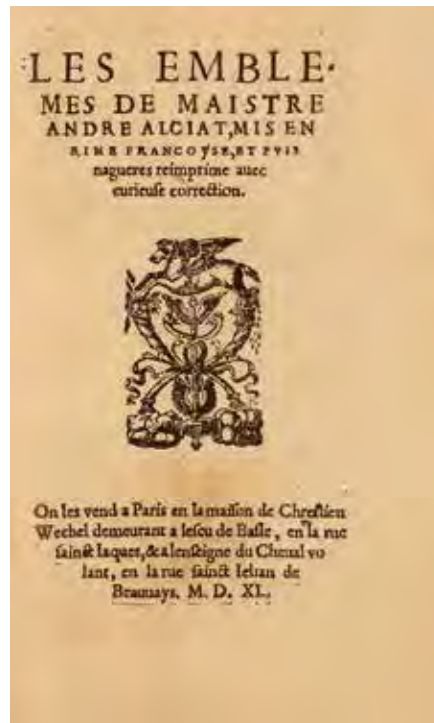 LES EMBLE-
MES DE MAISTRE
ANDRE ALCIAT, MIS EN
RIME FRANCOYSE, ET PVIS
nagueres reimprime auec
curieuse correction.
On les vend a Paris en la maison de Chrestien
Wechel demeurant a lescu de Basle, en la rue
sainct Iaques, & a lenseigne du Cheual vo
lant, en la rue sainct Iehan de
Beauuays. M. D. XL.